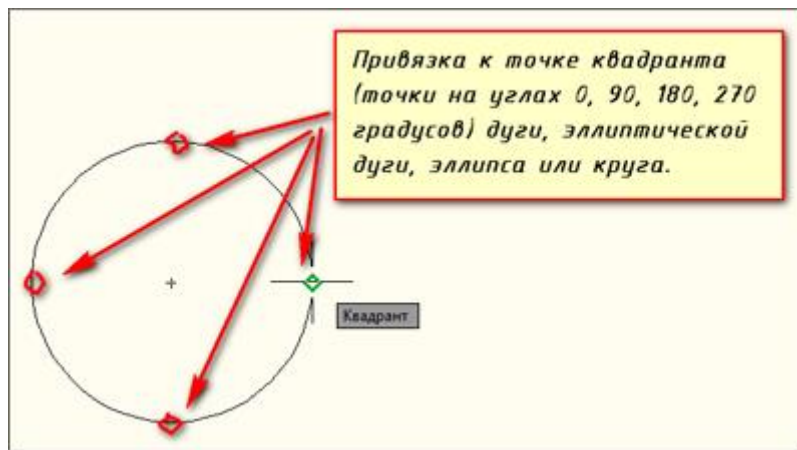 Привязка к точке квадранта
(точки на углах 0, 90, 180, 270
градусов) дуги, эллиптической
дуги, эллипса или круга.
Квадрант